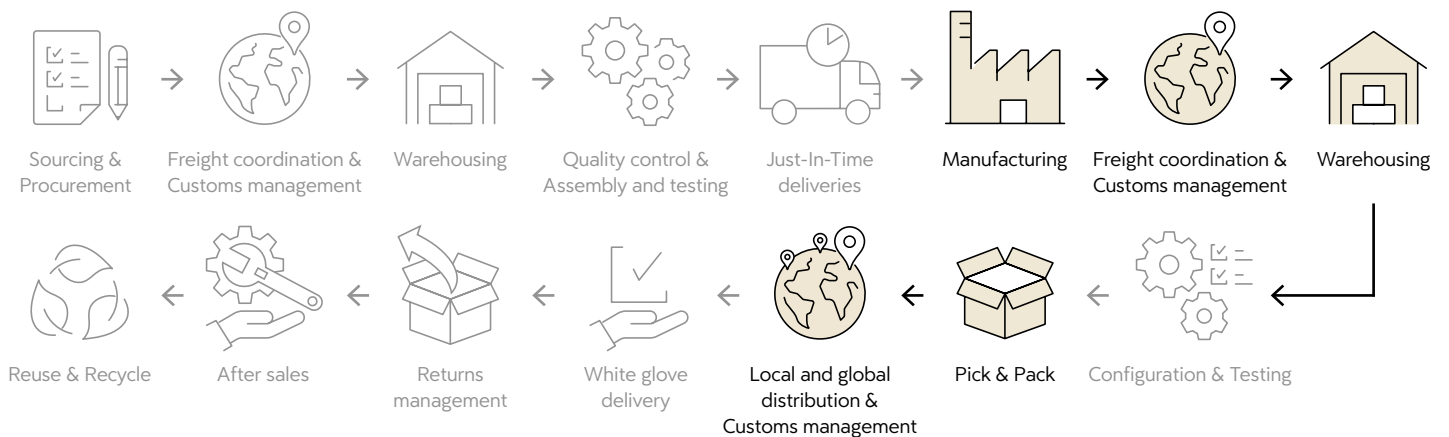 Sourcing &
Procurement
Freight coordination &
Customs management
Warehousing
Quality control &
Assembly and testing
Just-In-Time
deliveries
Manufacturing
Freight coordination &
Customs management
Warehousing
Reuse & Recycle
After sales
Returns
management
White glove
delivery
Local and global
distribution &
Customs management
Pick & Pack
Configuration & Testing